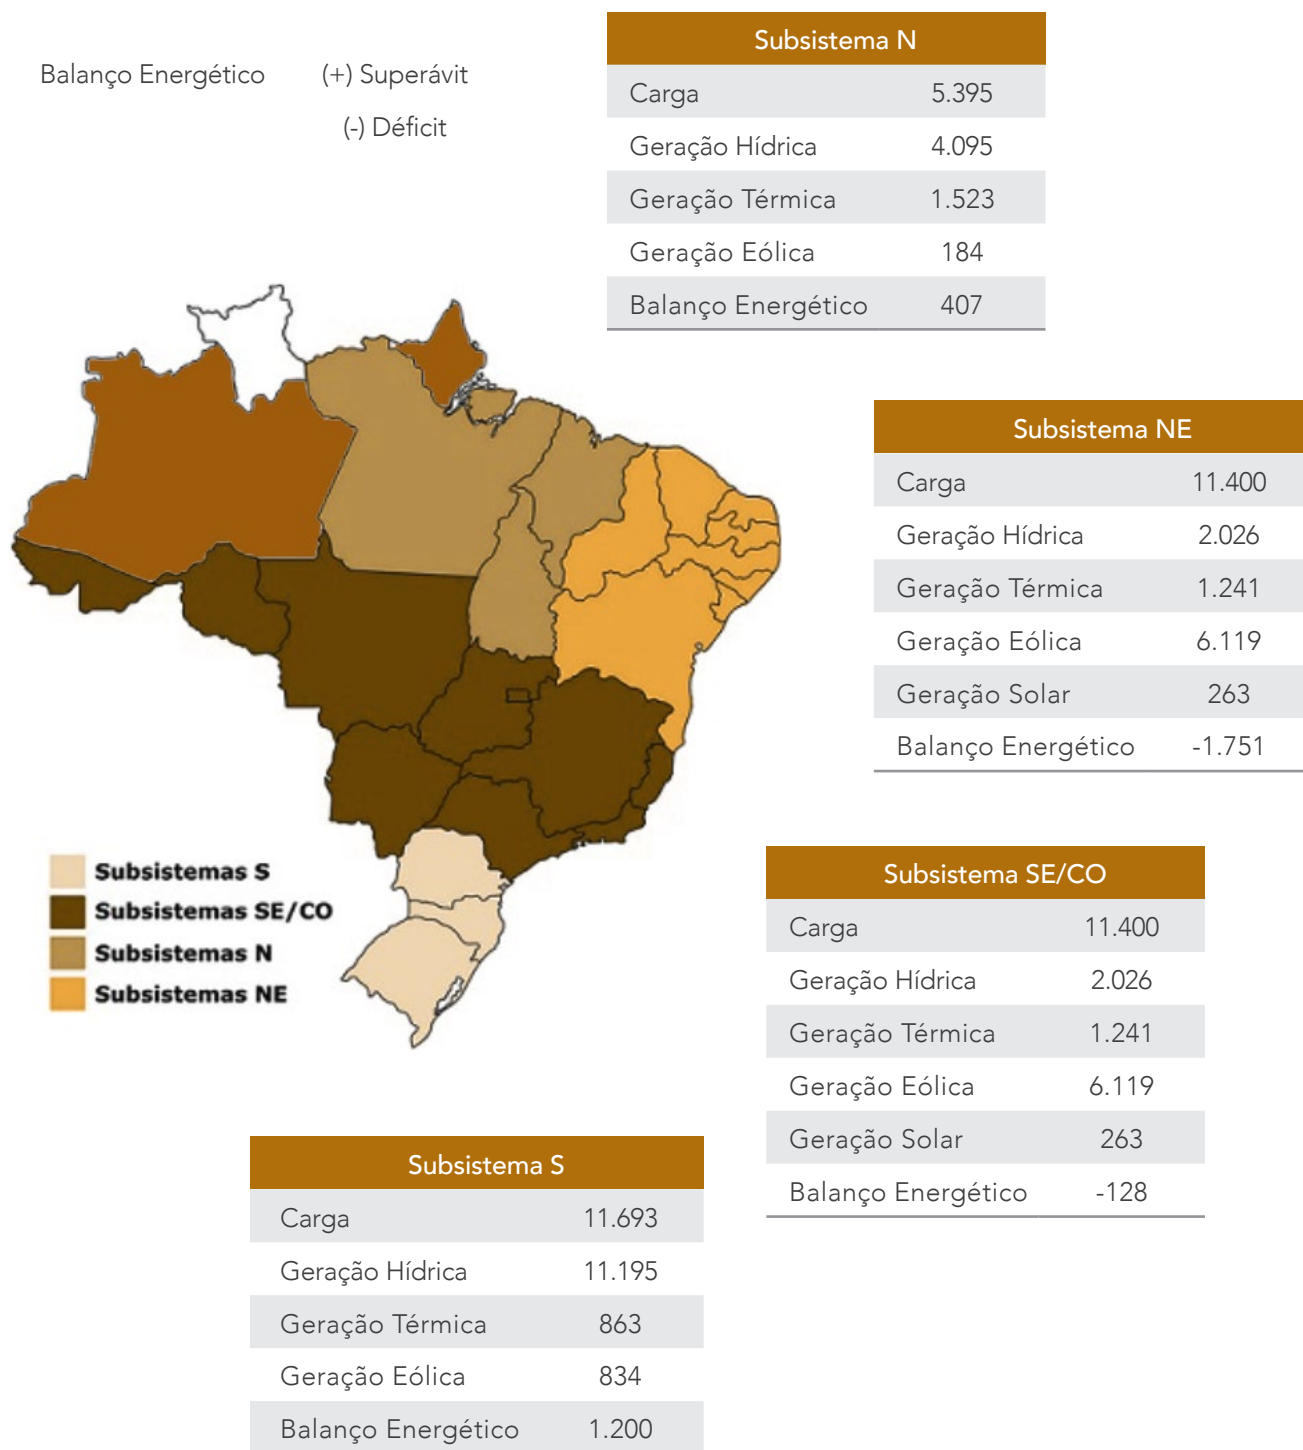 Balanço Energético (+) Superávit
(-) Déficit
Subsistema N
Carga 5.395
Geração Hídrica 4.095
Geração Térmica 1.523
Geração Eólica 184
Balanço Energético 407
Subsistema NE
Carga 11.400
Geração Hídrica 2.026
Geração Térmica 1.241
Geração Eólica 6.119
Geração Solar 263
Balanço Energético -1.751
Subsistemas S
Subsistemas SE/CO
Subsistemas N
Subsistemas NE
Subsistema SE/CO
Carga 11.400
Geração Hídrica 2.026
Geração Térmica 1.241
Geração Eólica 6.119
Geração Solar 263
Balanço Energético -128
Subsistema S
Carga 11.693
Geração Hídrica 11.195
Geração Térmica 863
Geração Eólica 834
Balanço Energético 1.200